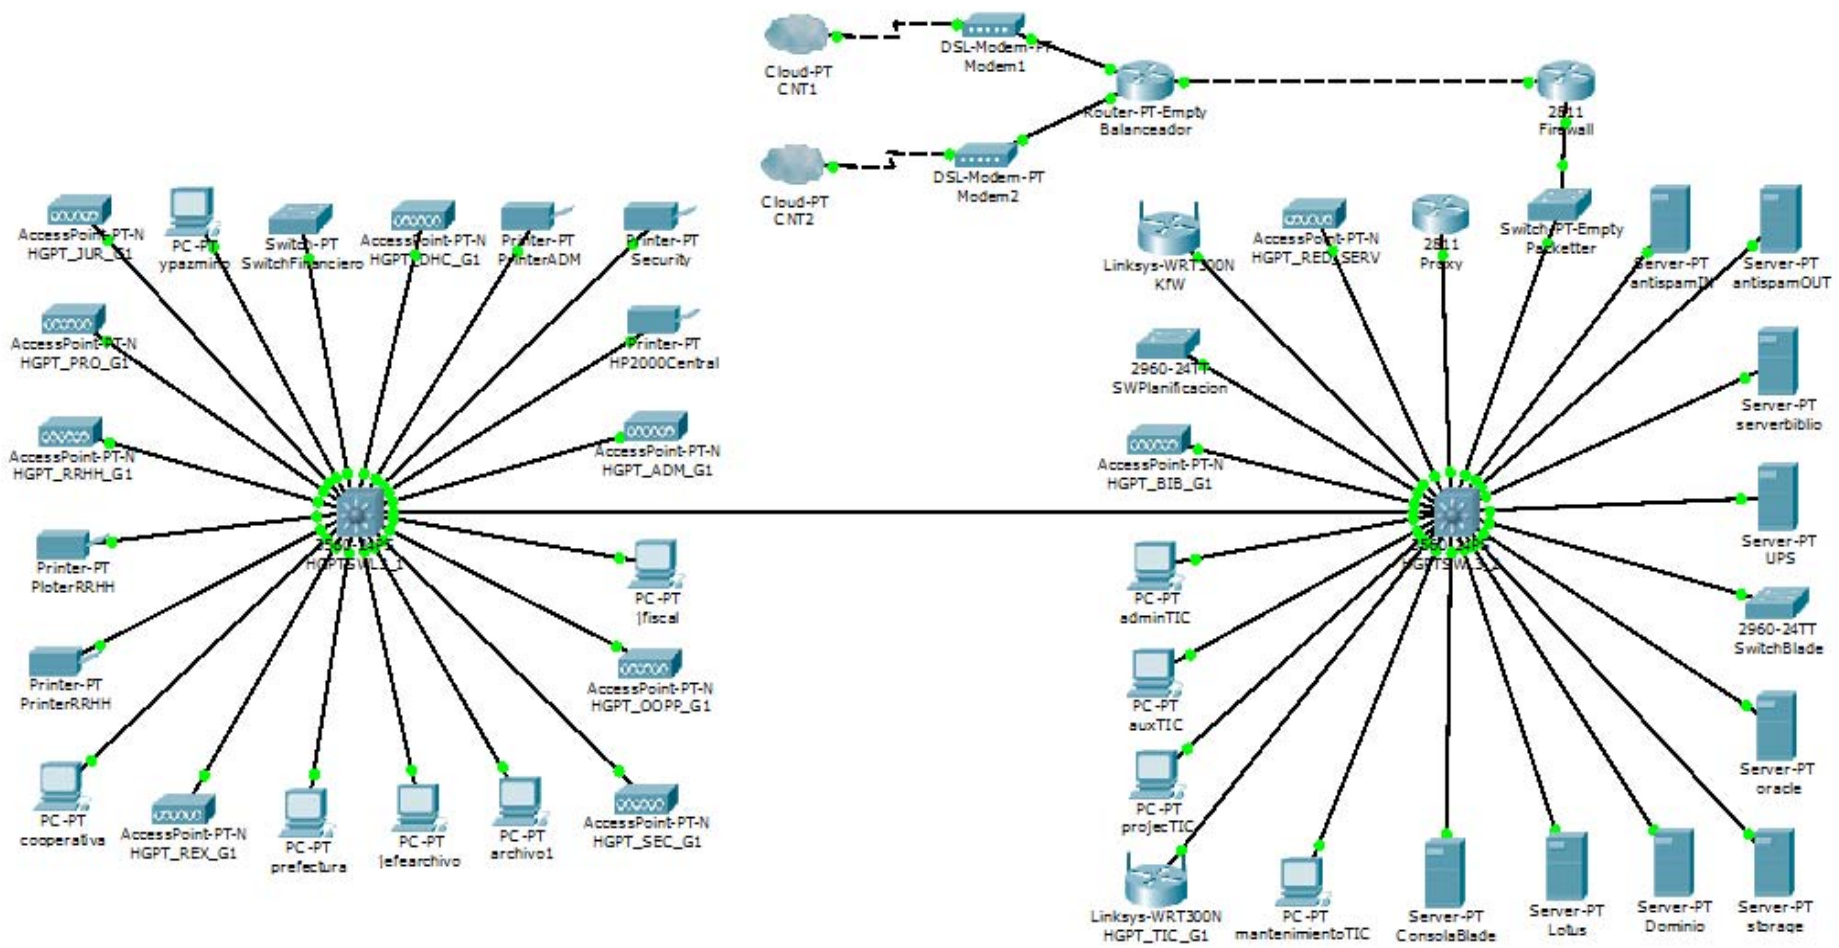 Cloud-PT
CNT1
DSL-Modem-PT
Modem1
Router-PT-Empty
Balanceador
2811
Firewall
Cloud-PT
CNT2
DSL-Modem-PT
Modem2
AccessPoint-PT-N
HGPT_JUR_G1
PC-PT
ypazmino
Switch-PT
SwitchFinanciero
AccessPoint-PT-N
HGPT_DHC_G1
Printer-PT
PrinterADM
Printer-PT
Security
AccessPoint-PT-N
HGPT_PRO_G1
Printer-PT
HP2000Central
AccessPoint-PT-N
HGPT_RRHH_G1
AccessPoint-PT-N
HGPT_ADM_G1
HGPTSWL3_1
Printer-PT
PloterRRHH
PC-PT
jfiscal
Printer-PT
PrinterRRHH
AccessPoint-PT-N
HGPT_OOPP_G1
PC-PT
cooperativa
AccessPoint-PT-N
HGPT_REX_G1
PC-PT
prefectura
PC-PT
jefearchivo
PC-PT
archivo1
AccessPoint-PT-N
HGPT_SEC_G1
Linksys-WRT300N
KfW
AccessPoint-PT-N
HGPT_RED_SERV
2811
Proxy
Switch-PT-Empty
Packetter
Server-PT
antispamIN
Server-PT
antispamOUT
2960-24TT
SWPlanificacion
Server-PT
serverbiblio
AccessPoint-PT-N
HGPT_BIB_G1
Server-PT
UPS
PC-PT
adminTIC
2960-24TT
SwitchBlade
PC-PT
auxTIC
Server-PT
oracle
PC-PT
projecTIC
Linksys-WRT300N
HGPT_TIC_G1
PC-PT
mantenimientoTIC
Server-PT
ConsolaBlade
Server-PT
Lotus
Server-PT
Dominio
Server-PT
storage